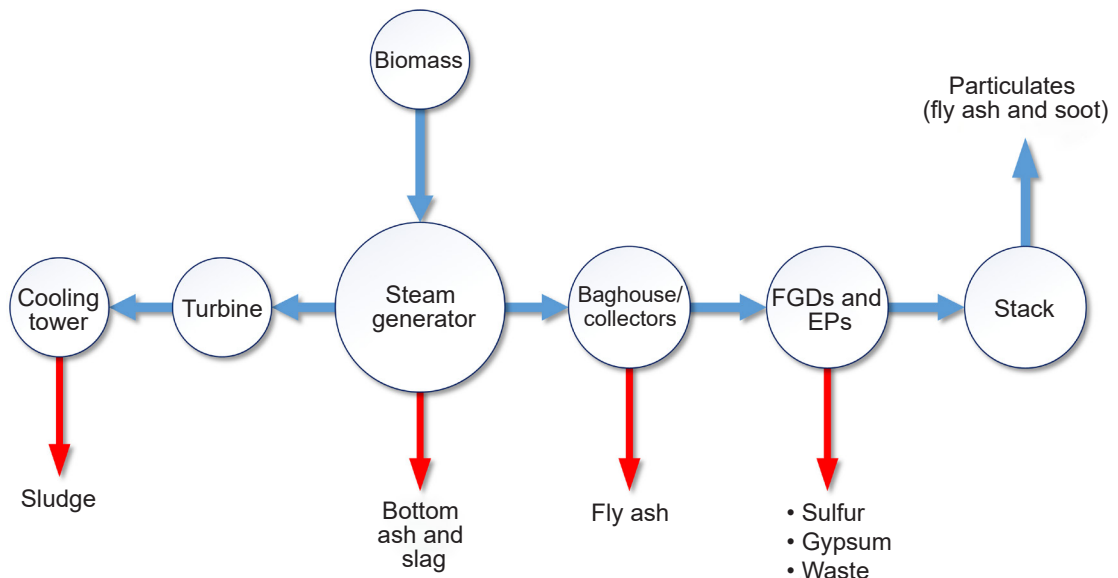 Biomass
Particulates
(fly ash and soot)
Cooling
tower
Turbine
Steam
generator
Baghouse/
collectors
FGDs and
EPs
Stack
Sludge
Bottom
ash and
slag
Fly ash
• Sulfur
• Gypsum
• Waste